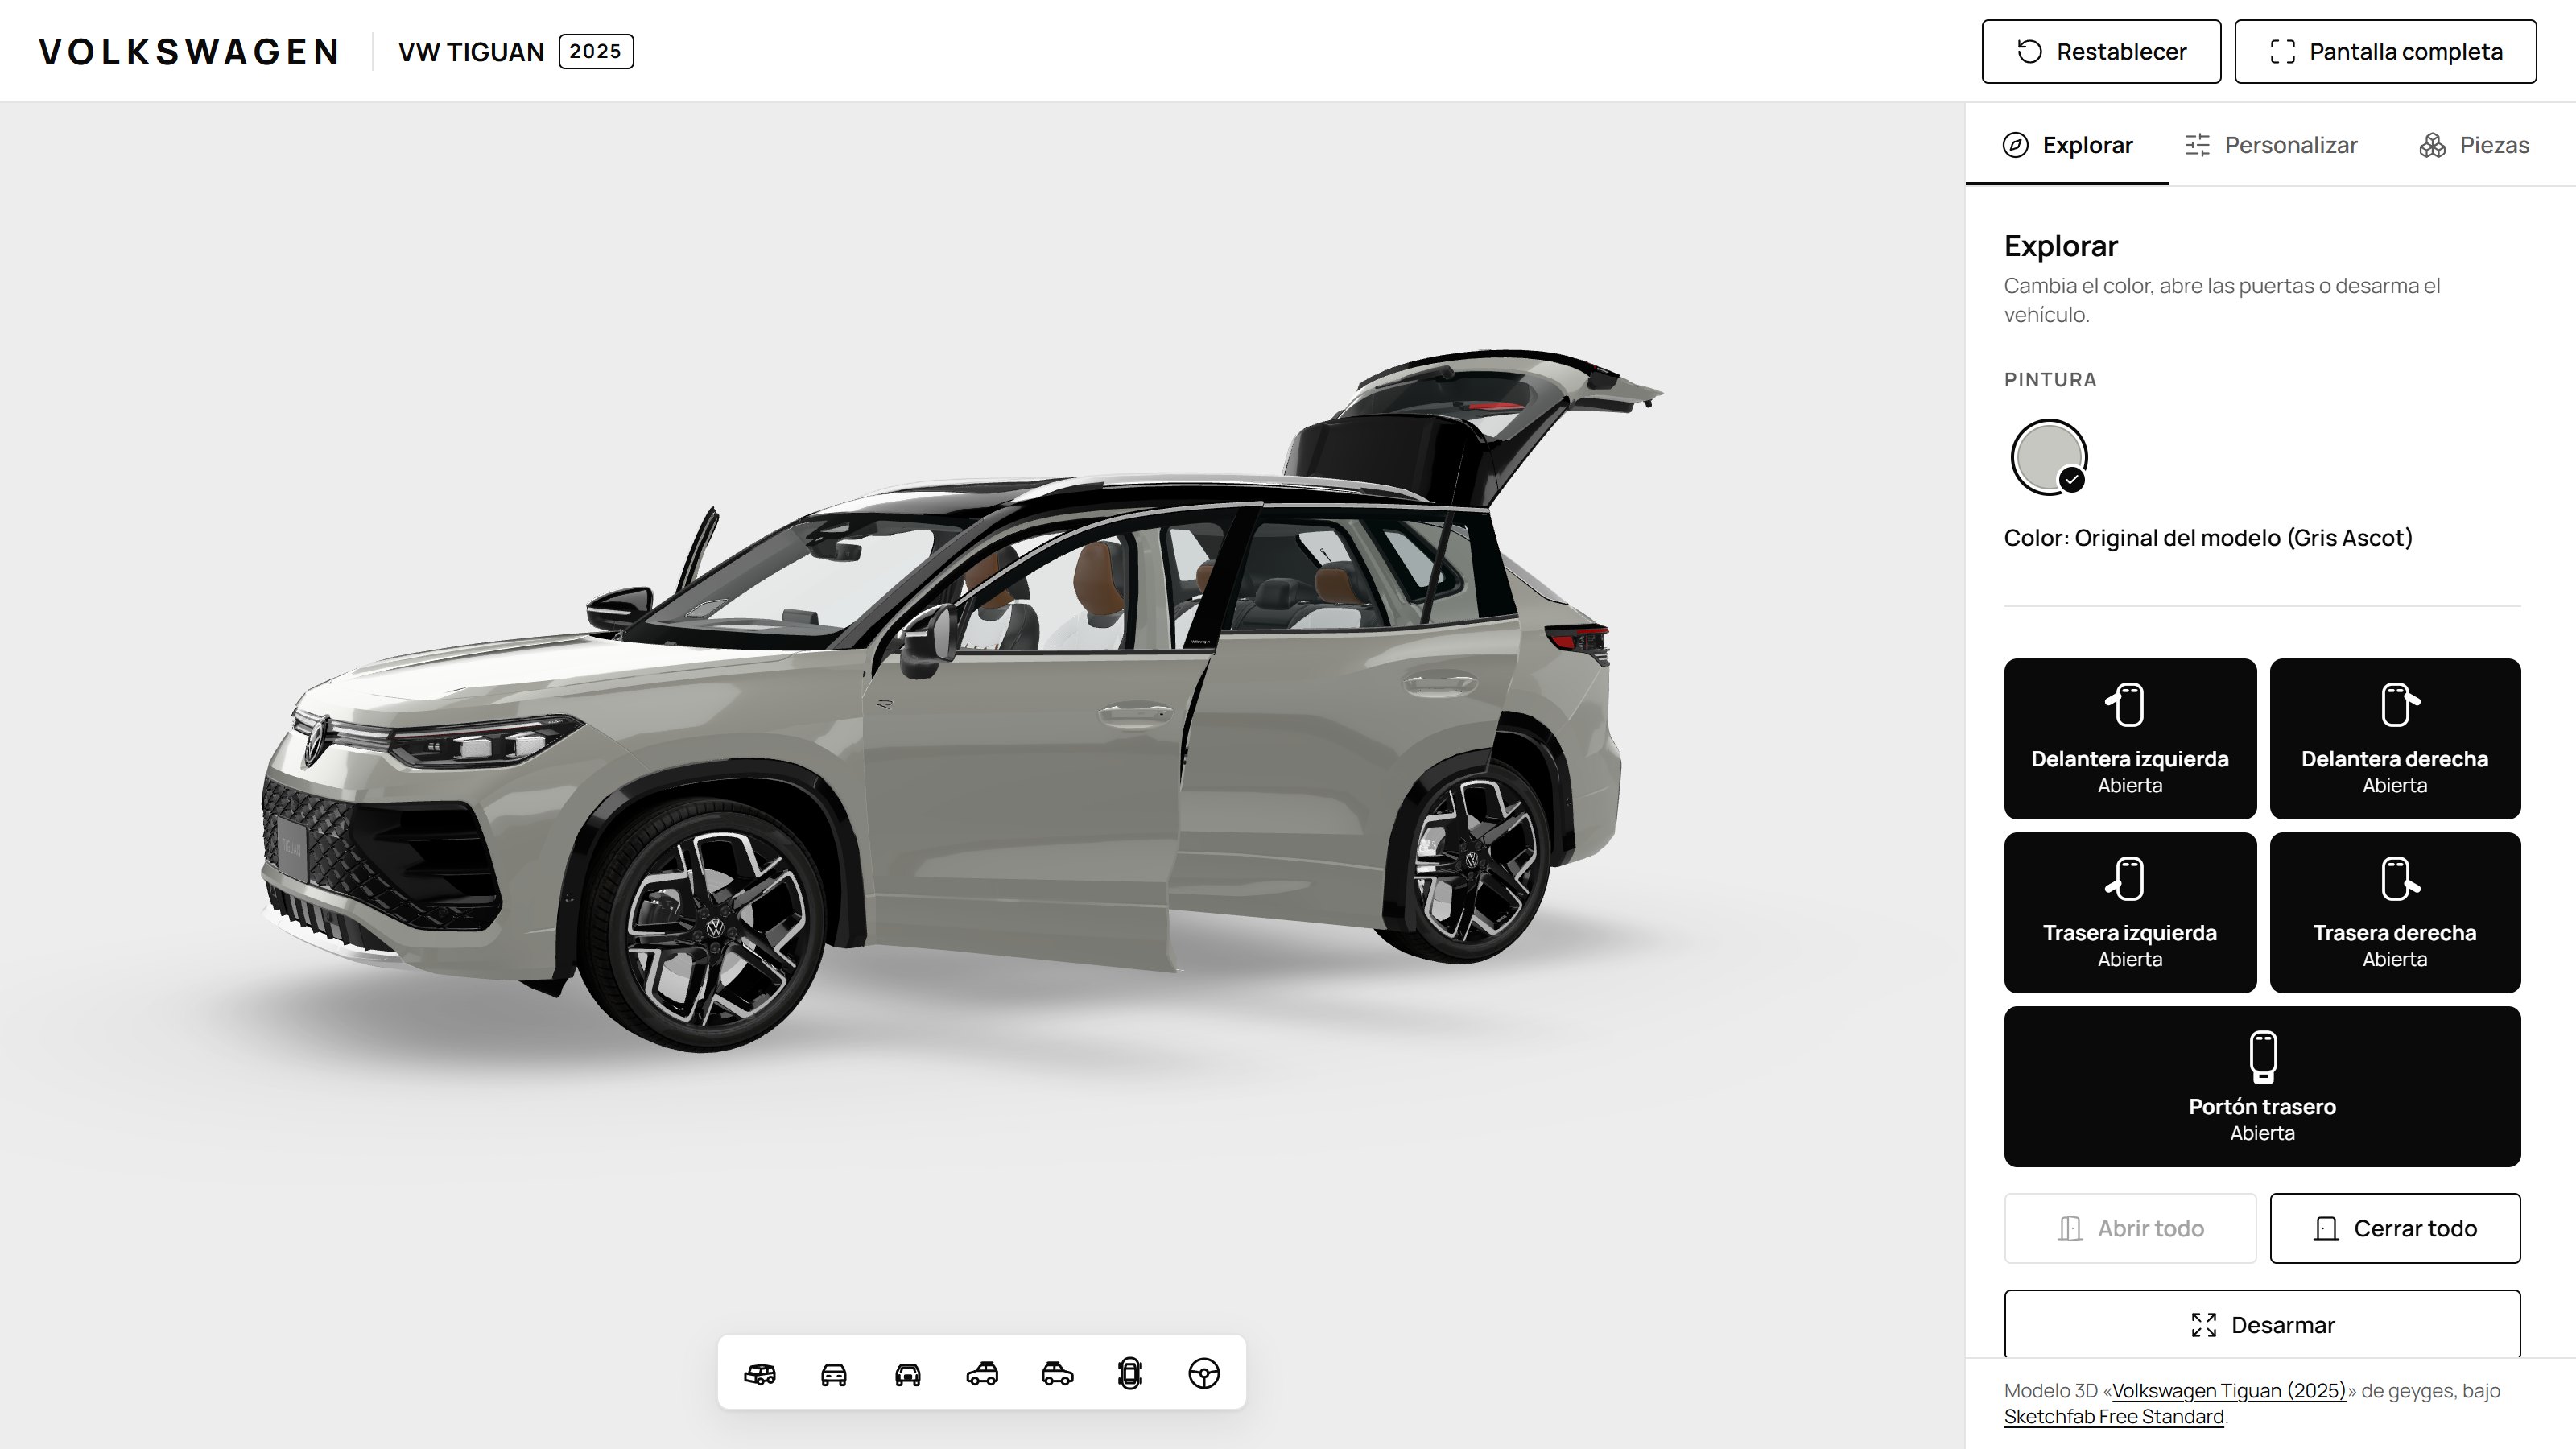 VOLKSWAGEN
VW TIGUAN 2025
Restablecer
Pantalla completa
Explorar
Personalizar
Piezas
Explorar
Cambia el color, abre las puertas o desarma el
vehículo.
PINTURA
Color: Original del modelo (Gris Ascot)
Delantera izquierda
Abierta
Delantera derecha
Abierta
Trasera izquierda
Abierta
Trasera derecha
Abierta
Portón trasero
Abierta
Abrir todo
Cerrar todo
Desarmar
Modelo 3D «Volkswagen Tiguan (2025)» de geyges, bajo
Sketchfab Free Standard.